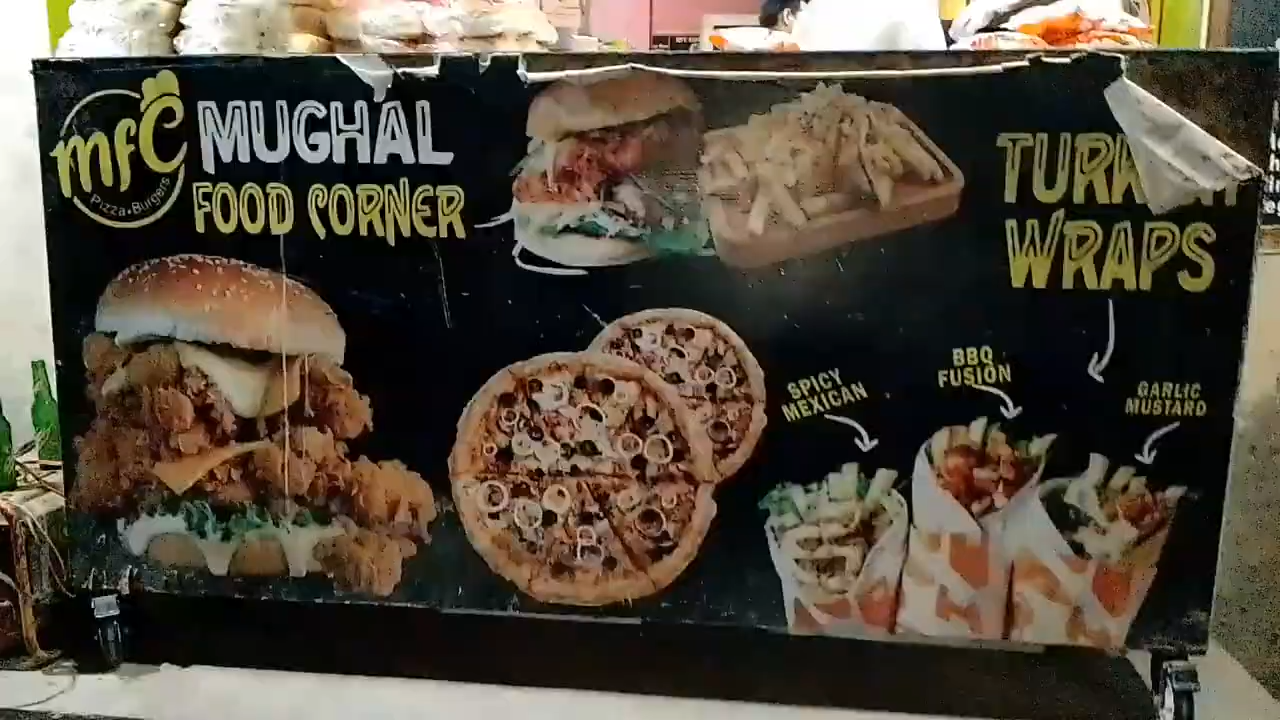 mfc
Pizza • Burgers
MUGHAL
FOOD CORNER
WRAPS
SPICY
MEXICAN
BBQ
FUSION
GARLIC
MUSTARD